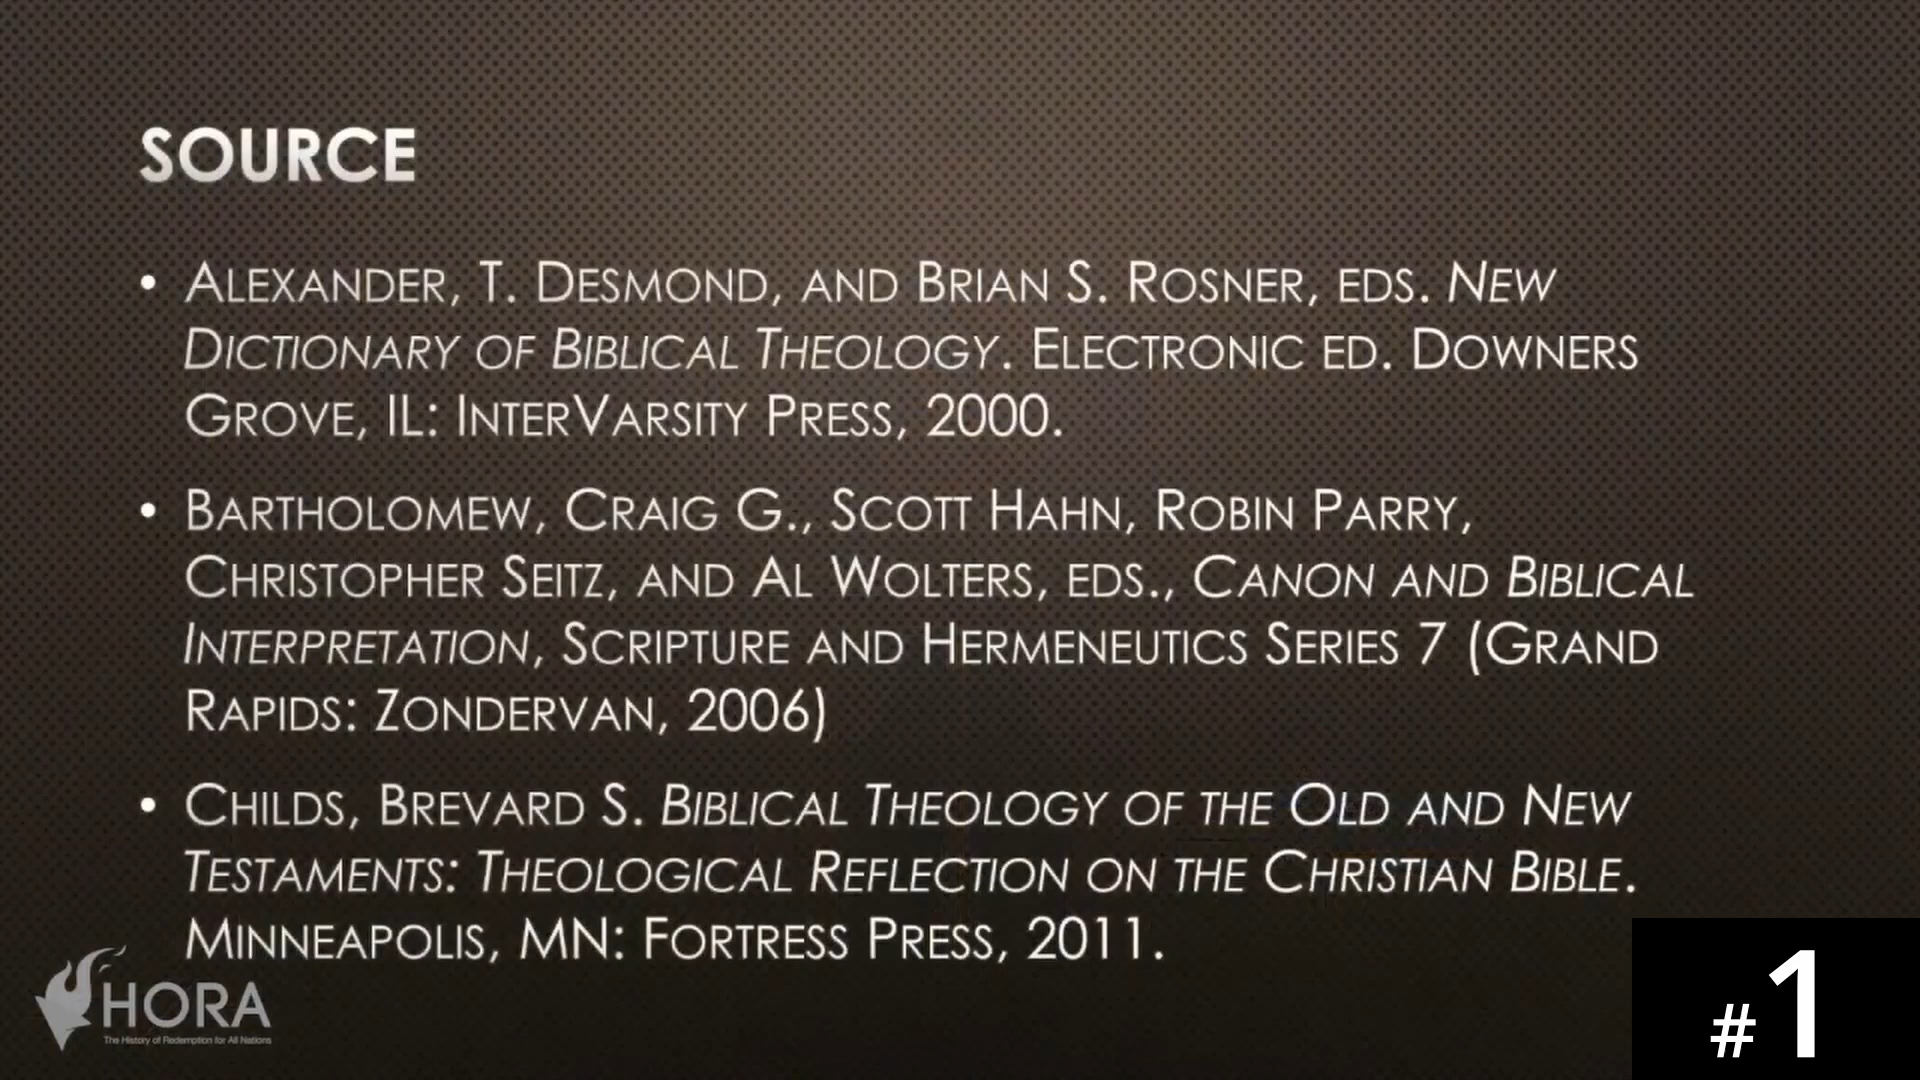 SOURCE
• ALEXANDER, T. DESMOND, AND BRIAN S. ROSNER, EDS. NEW
DICTIONARY OF BIBLICAL THEOLOGY. ELECTRONIC ED. DOWNERS
GROVE, IL: INTERVARSITY PRESS, 2000.
• BARTHOLOMEW, CRAIG G., SCOTT HAHN, ROBIN PARRY,
CHRISTOPHER SEITZ, AND AL WOLTERS, EDS., CANON AND BIBLICAL
INTERPRETATION, SCRIPTURE AND HERMENEUTICS SERIES 7 (GRAND
RAPIDS: ZONDERVAN, 2006)
• CHILDS, BREVARD S. BIBLICAL THEOLOGY OF THE OLD AND NEW
TESTAMENTS: THEOLOGICAL REFLECTION ON THE CHRISTIAN BIBLE.
MINNEAPOLIS, MN: FORTRESS PRESS, 2011.
HORA
The History of Redemption for All Nations
#1